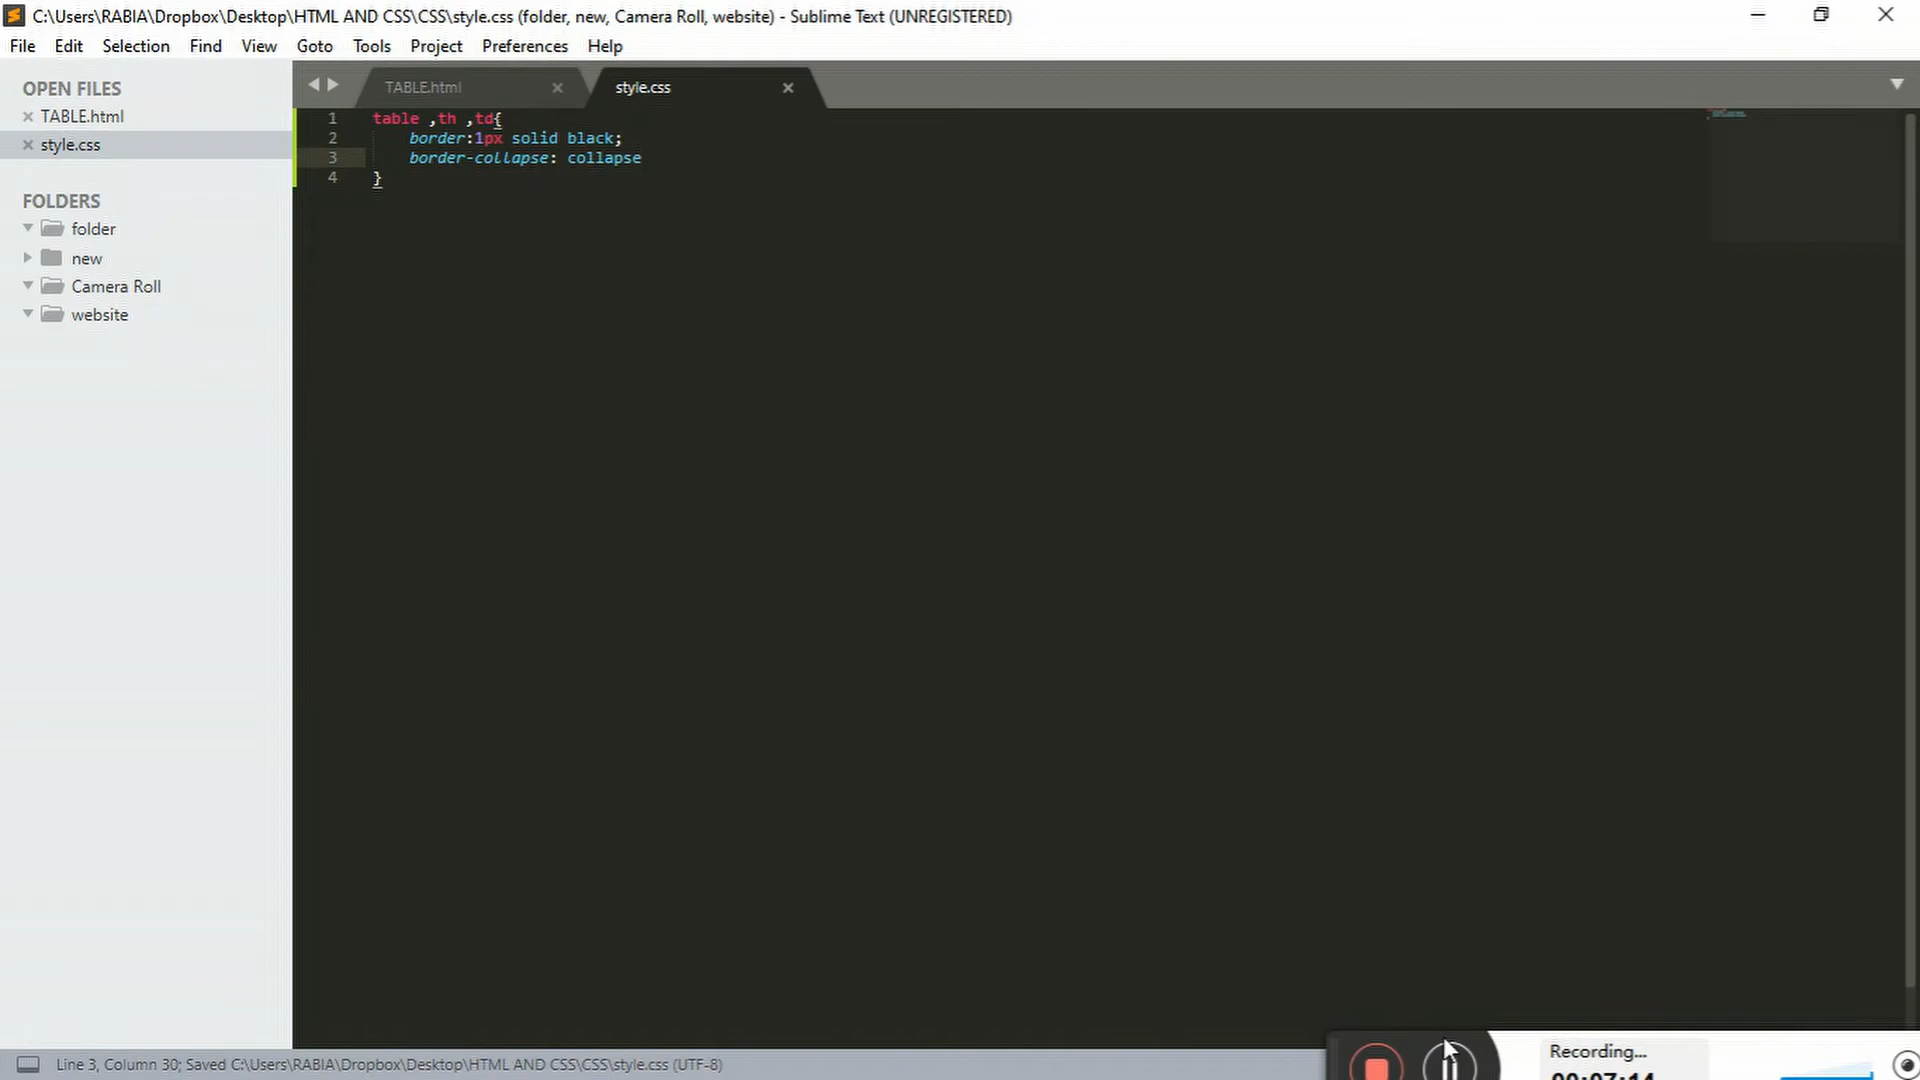 C:\Users\RABIA\Dropbox\Desktop\HTML AND CSS\CSS\style.css (folder, new, Camera Roll, website) - Sublime Text (UNREGISTERED)
File Edit Selection Find View Goto Tools Project Preferences Help
OPEN FILES
TABLE.html
style.css
FOLDERS
folder
new
Camera Roll
website
TABLE.html style.css
1 table ,th ,td{
2 border:1px solid black;
3 border-collapse: collapse
4 }
Line 3, Column 30; Saved C:\Users\RABIA\Dropbox\Desktop\HTML AND CSS\CSS\style.css (UTF-8)
Recording...
00:07:14